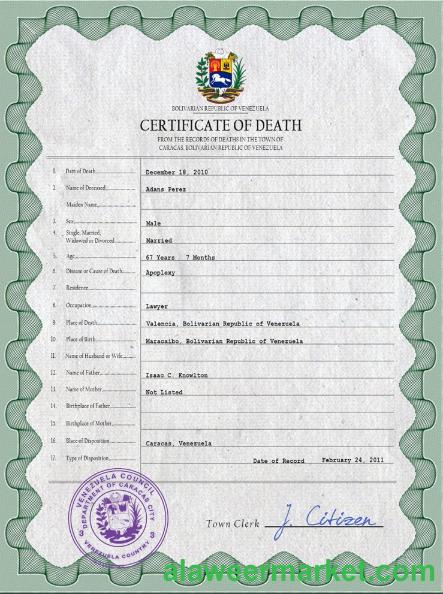 BOLIVARIAN REPUBLIC OF VENEZUELA
CERTIFICATE OF DEATH
FROM THE RECORDS OF DEATHS IN THE TOWN OF
CARACAS, BOLIVARIAN REPUBLIC OF VENEZUELA
1. Date of Death December 18, 2010
2. Name of Deceased Adans Perez
Maiden Name
3. Sex Male
4. Single, Married,
Widowed or Divorced Married
5. Age 67 Years 7 Months
6. Disease or Cause of Death Apoplexy
7. Residence
8. Occupation Lawyer
9. Place of Death Valencia, Bolivarian Republic of Venezuela
10. Place of Birth Maracaibo, Bolivarian Republic of Venezuela
11. Name of Husband or Wife
12. Name of Father Isaac C. Knowlton
13. Name of Mother Not Listed
14. Birthplace of Father
15. Birthplace of Mother
16. Place of Disposition Caracas, Venezuela
17. Type of Disposition Date of Record February 24, 2011
VENEZUELA COUNCIL
DEPARTMENT OF CARACAS CITY
VENEZUELA COUNTRY
Town Clerk J. Citizen
alaweermarket.com